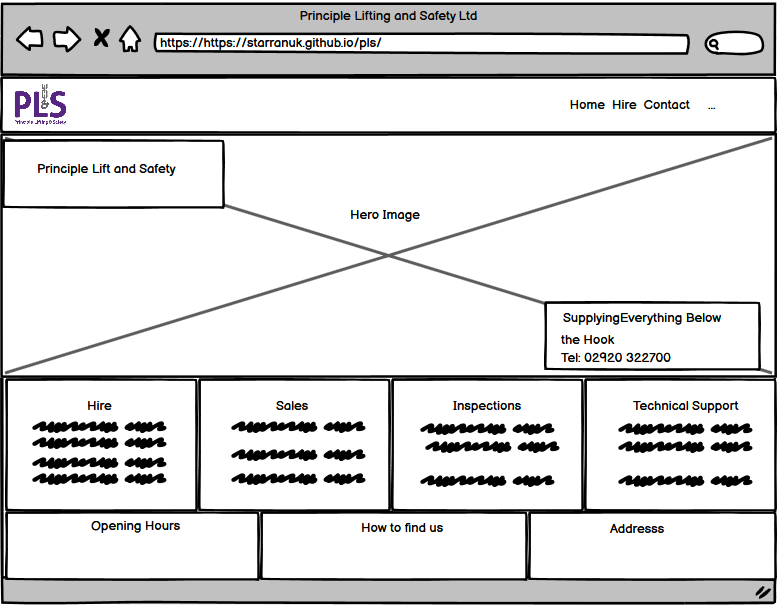 Principle Lifting and Safety Ltd
https://https://starranuk.github.io/pls/
PLS
Principle Lifting & Safety
Home Hire Contact ...
Principle Lift and Safety
Hero Image
SupplyingEverything Below
the Hook
Tel: 02920 322700
Hire
Sales
Inspections
Technical Support
Opening Hours
How to find us
Addresss